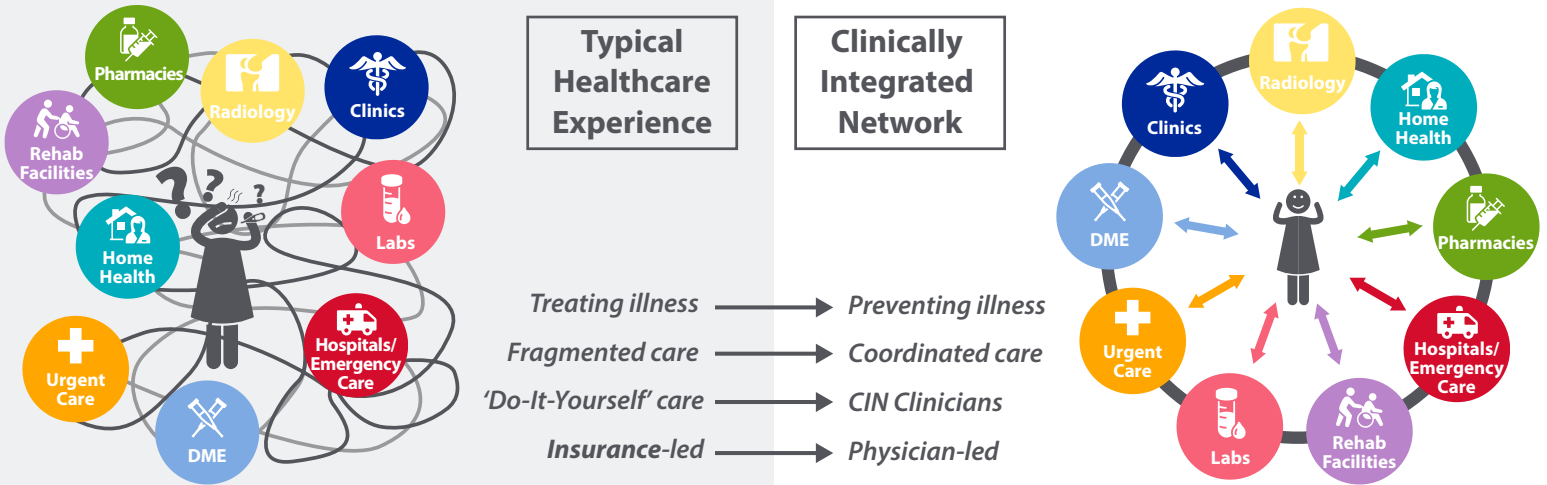 Pharmacies
Radiology
Clinics
Rehab
Facilities
Labs
Home
Health
Hospitals/
Emergency
Care
Urgent
Care
DME
? ? ?
Typical
Healthcare
Experience
Clinically
Integrated
Network
Treating illness
Preventing illness
Fragmented care
Coordinated care
‘Do-It-Yourself’ care
CIN Clinicians
Insurance-led
Physician-led
Radiology
Clinics
Home
Health
DME
Pharmacies
Urgent
Care
Hospitals/
Emergency
Care
Labs
Rehab
Facilities